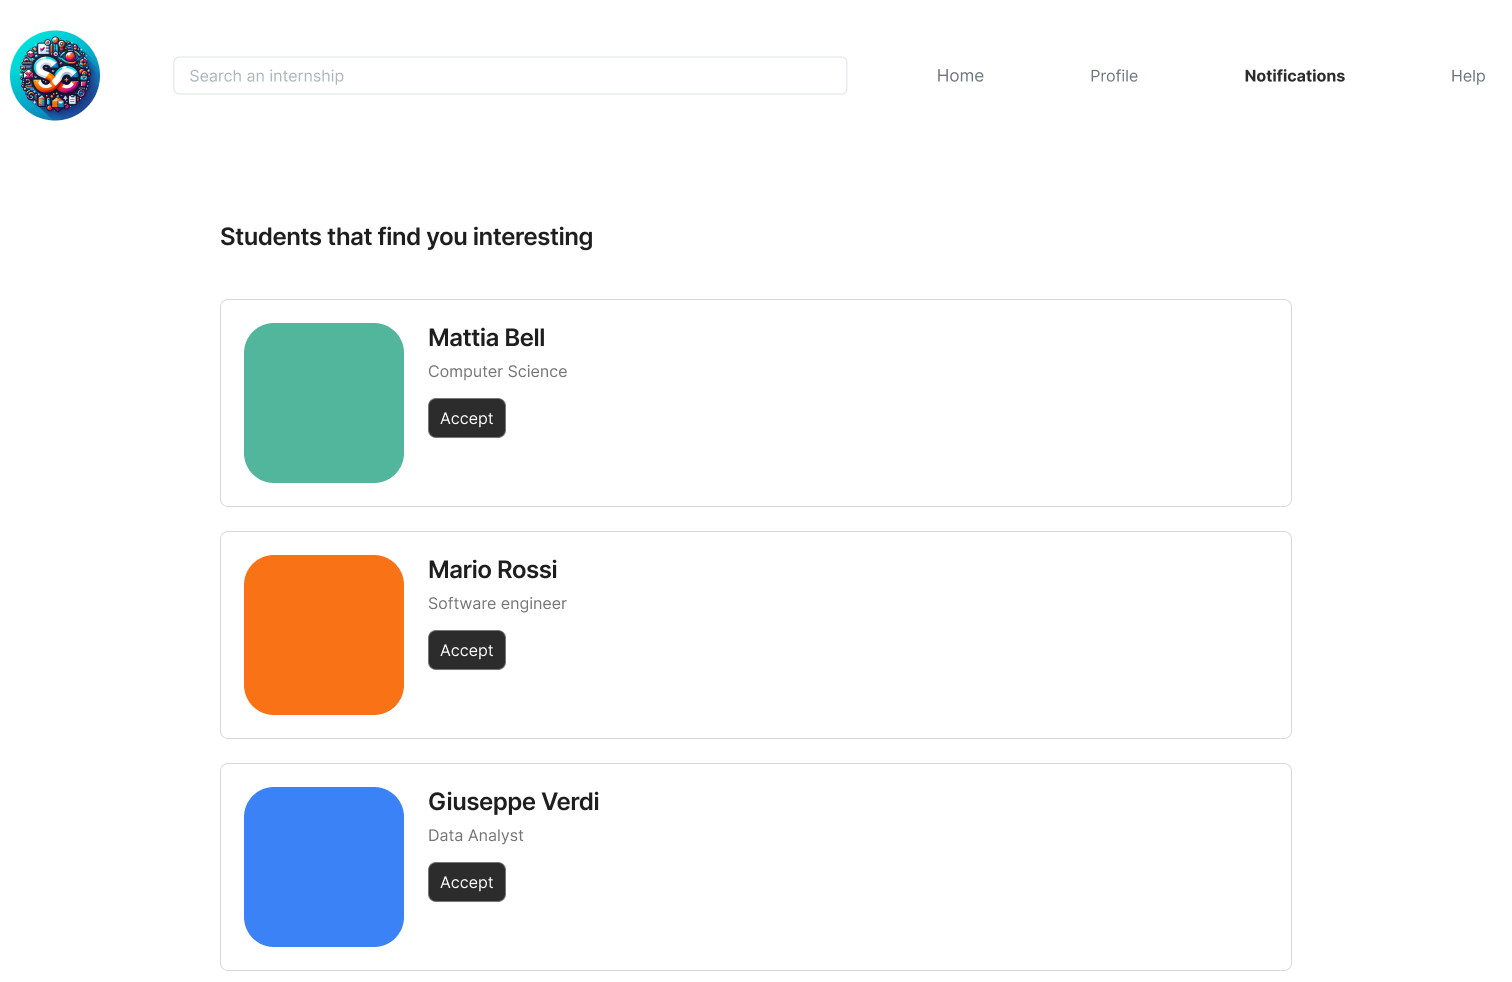 SC
Search an internship
Home
Profile
Notifications
Help
Students that find you interesting
Mattia Bell
Computer Science
Accept
Mario Rossi
Software engineer
Accept
Giuseppe Verdi
Data Analyst
Accept